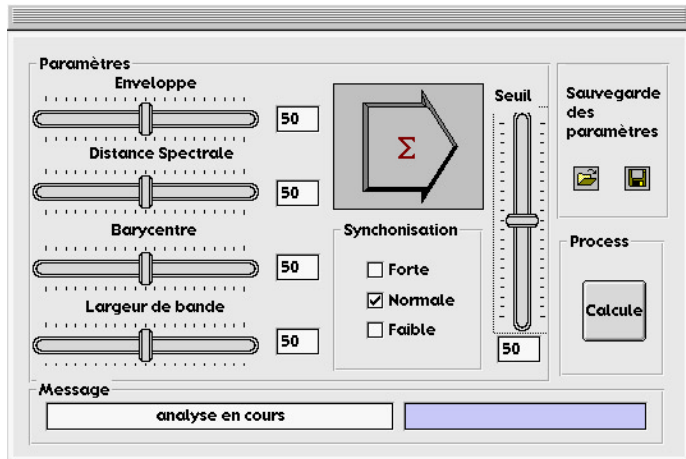 Paramètres
Enveloppe
50
Distance Spectrale
50
Barycentre
50
Largeur de bande
50
Σ
Synchonisation
Forte
Normale
Faible
Seuil
50
Sauvegarde
des
paramètres
Process
Calcule
Message
analyse en cours